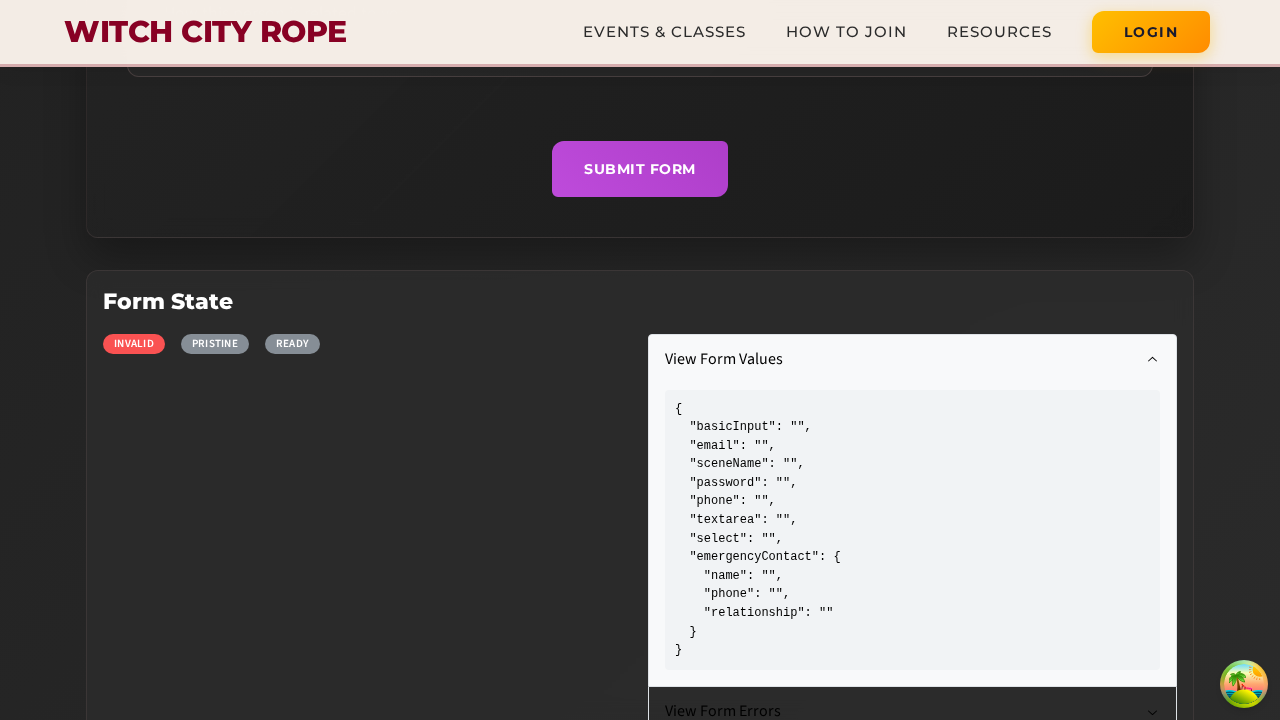 WITCH CITY ROPE
EVENTS & CLASSES
HOW TO JOIN
RESOURCES
LOGIN
SUBMIT FORM
Form State
INVALID
PRISTINE
READY
View Form Values
{
  "basicInput": "",
  "email": "",
  "sceneName": "",
  "password": "",
  "phone": "",
  "textarea": "",
  "select": "",
  "emergencyContact": {
    "name": "",
    "phone": "",
    "relationship": ""
  }
}
View Form Errors